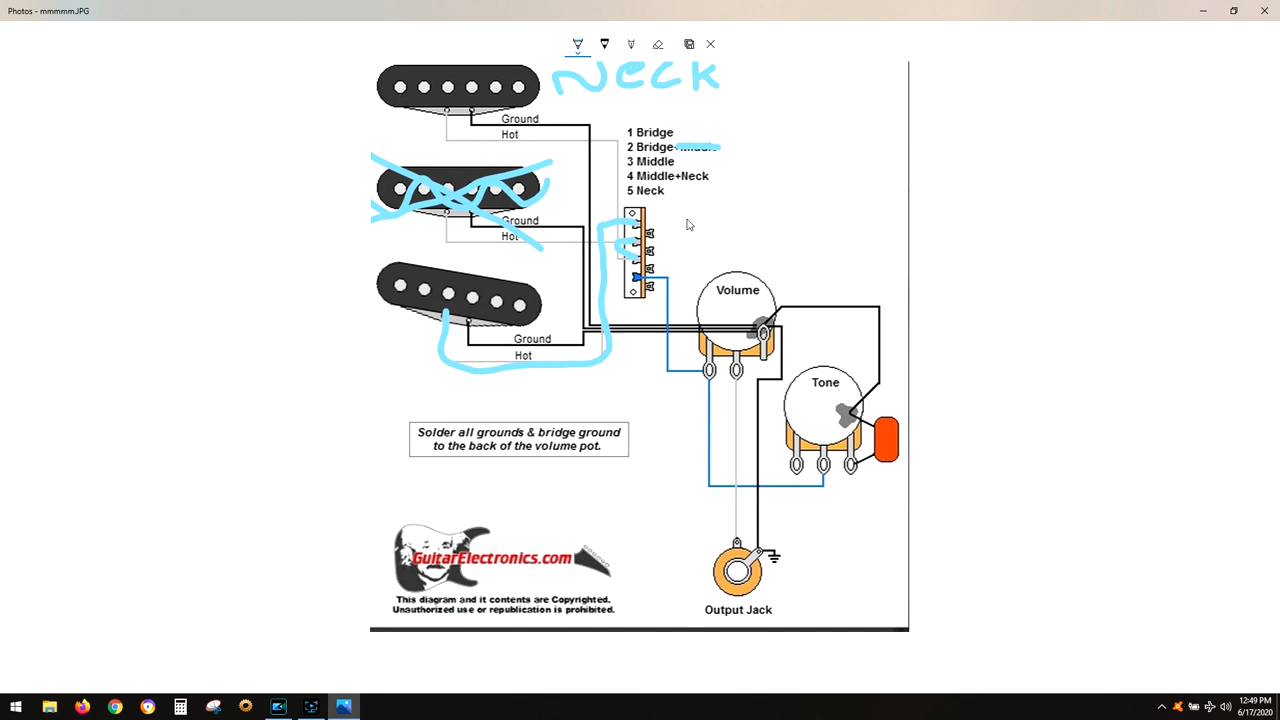 Photos - mmmmm.JPG
Neck
Ground
Hot
1 Bridge
2 Bridge+Middle
3 Middle
4 Middle+Neck
5 Neck
Ground
Hot
Volume
Ground
Hot
Tone
Solder all grounds & bridge ground
to the back of the volume pot.
GuitarElectronics.com
This diagram and it contents are Copyrighted.
Unauthorized use or republication is prohibited.
Output Jack
12:49 PM
6/17/2020